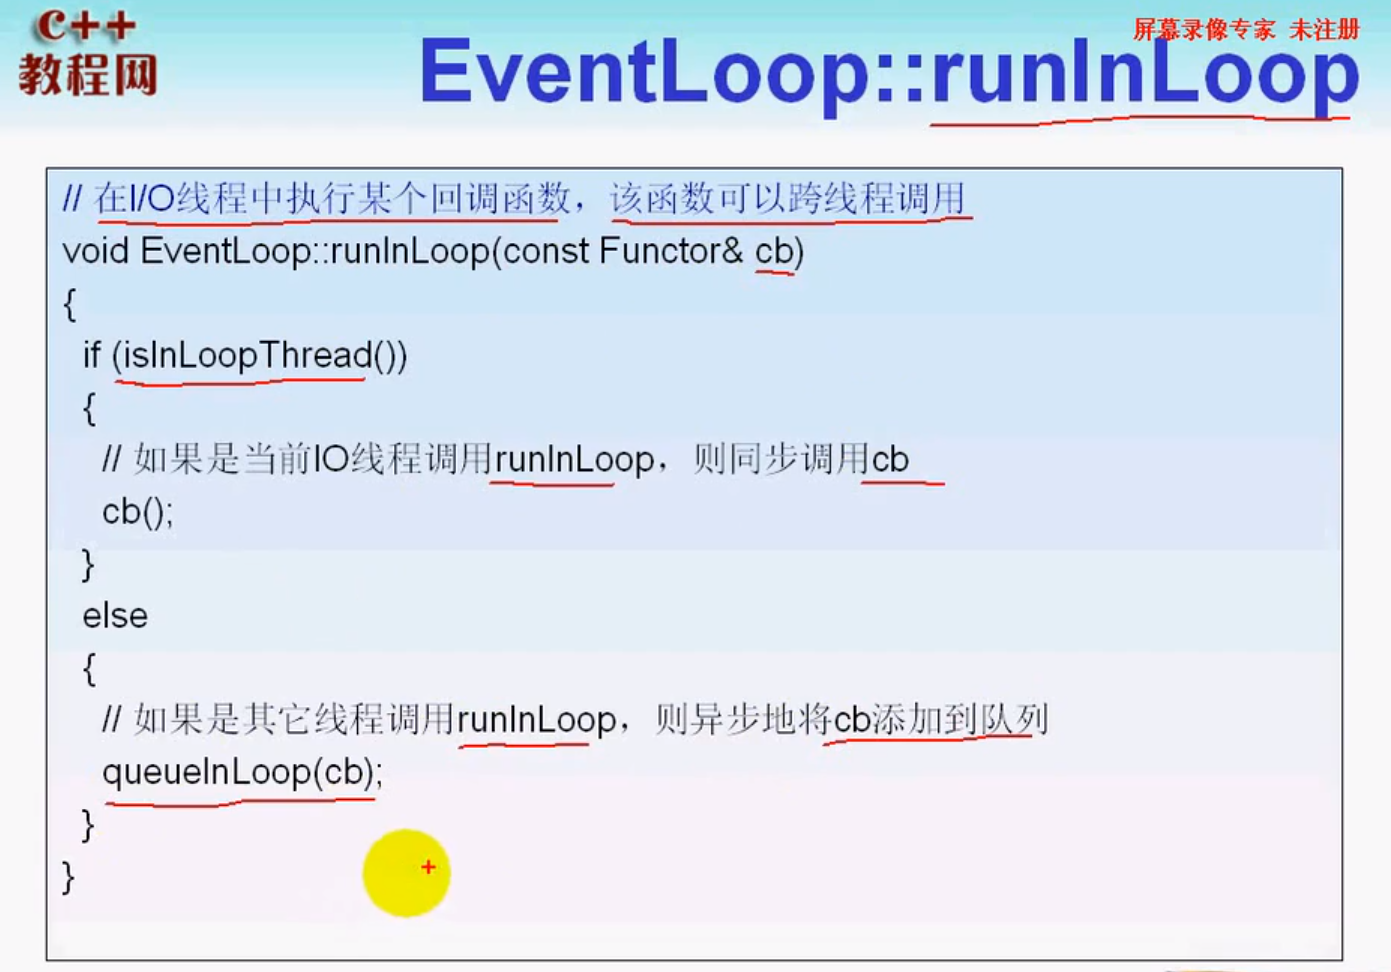 C++
教程网
屏幕录像专家 未注册
EventLoop::runInLoop
// 在I/O线程中执行某个回调函数，该函数可以跨线程调用
void EventLoop::runInLoop(const Functor& cb)
{
if (isInLoopThread())
{
// 如果是当前IO线程调用runInLoop，则同步调用cb
cb();
}
else
{
// 如果是其它线程调用runInLoop，则异步地将cb添加到队列
queueInLoop(cb);
}
}